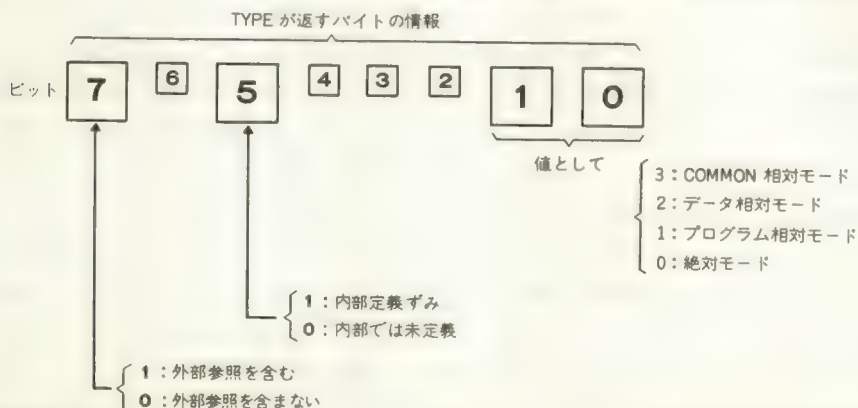 TYPE が返すバイトの情報
ビット 7 6 5 4 3 2 1 0
値として
3：COMMON 相対モード
2：データ相対モード
1：プログラム相対モード
0：絶対モード
1：内部定義ずみ
0：内部では未定義
1：外部参照を含む
0：外部参照を含まない